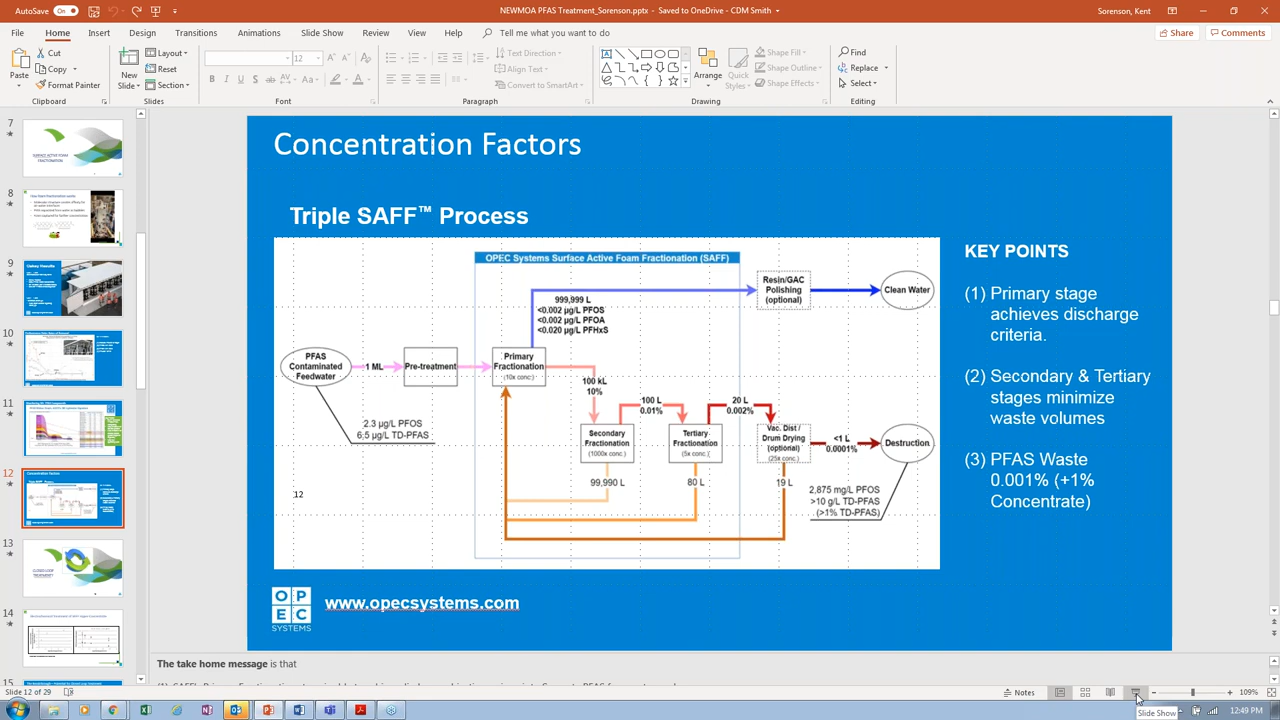 AutoSave On
NEWMOA PFAS Treatment_Sorenson.pptx - Saved to OneDrive - CDM Smith
Sorenson, Kent
File Home Insert Design Transitions Animations Slide Show Review View Help Tell me what you want to do
Share Comments
Paste
Cut
Copy
Format Painter
Clipboard
New
Slide
Layout
Reset
Section
Slides
12
Font
Text Direction
Align Text
Convert to SmartArt
Paragraph
Arrange
Quick
Styles
Shape Fill
Shape Outline
Shape Effects
Drawing
Find
Replace
Select
Editing
7
8
9
10
11
12
13
14
15
Concentration Factors
Triple SAFF™ Process
OPEC Systems Surface Active Foam Fractionation (SAFF)
999,999 L
<0.002 µg/L PFOS
<0.002 µg/L PFOA
<0.020 µg/L PFHxS
Resin/GAC
Polishing
(optional)
Clean Water
PFAS
Contaminated
Feedwater
1 ML
Pre-treatment
Primary
Fractionation
(10x conc.)
100 kL
10%
2.3 µg/L PFOS
6.5 µg/L TD-PFAS
100 L
0.01%
20 L
0.002%
Secondary
Fractionation
(1000x conc.)
Tertiary
Fractionation
(5x conc.)
Vac. Dist /
Drum Drying
(optional)
(25x conc.)
<1 L
0.0001%
Destruction
99,990 L
80 L
19 L
2,875 mg/L PFOS
>10 g/L TD-PFAS
(>1% TD-PFAS)
KEY POINTS
(1) Primary stage
achieves discharge
criteria.
(2) Secondary & Tertiary
stages minimize
waste volumes
(3) PFAS Waste
0.001% (+1%
Concentrate)
12
OPEC
SYSTEMS
www.opecsystems.com
The take home message is that
Slide 12 of 29
Notes
109%
Slide Show
12:49 PM